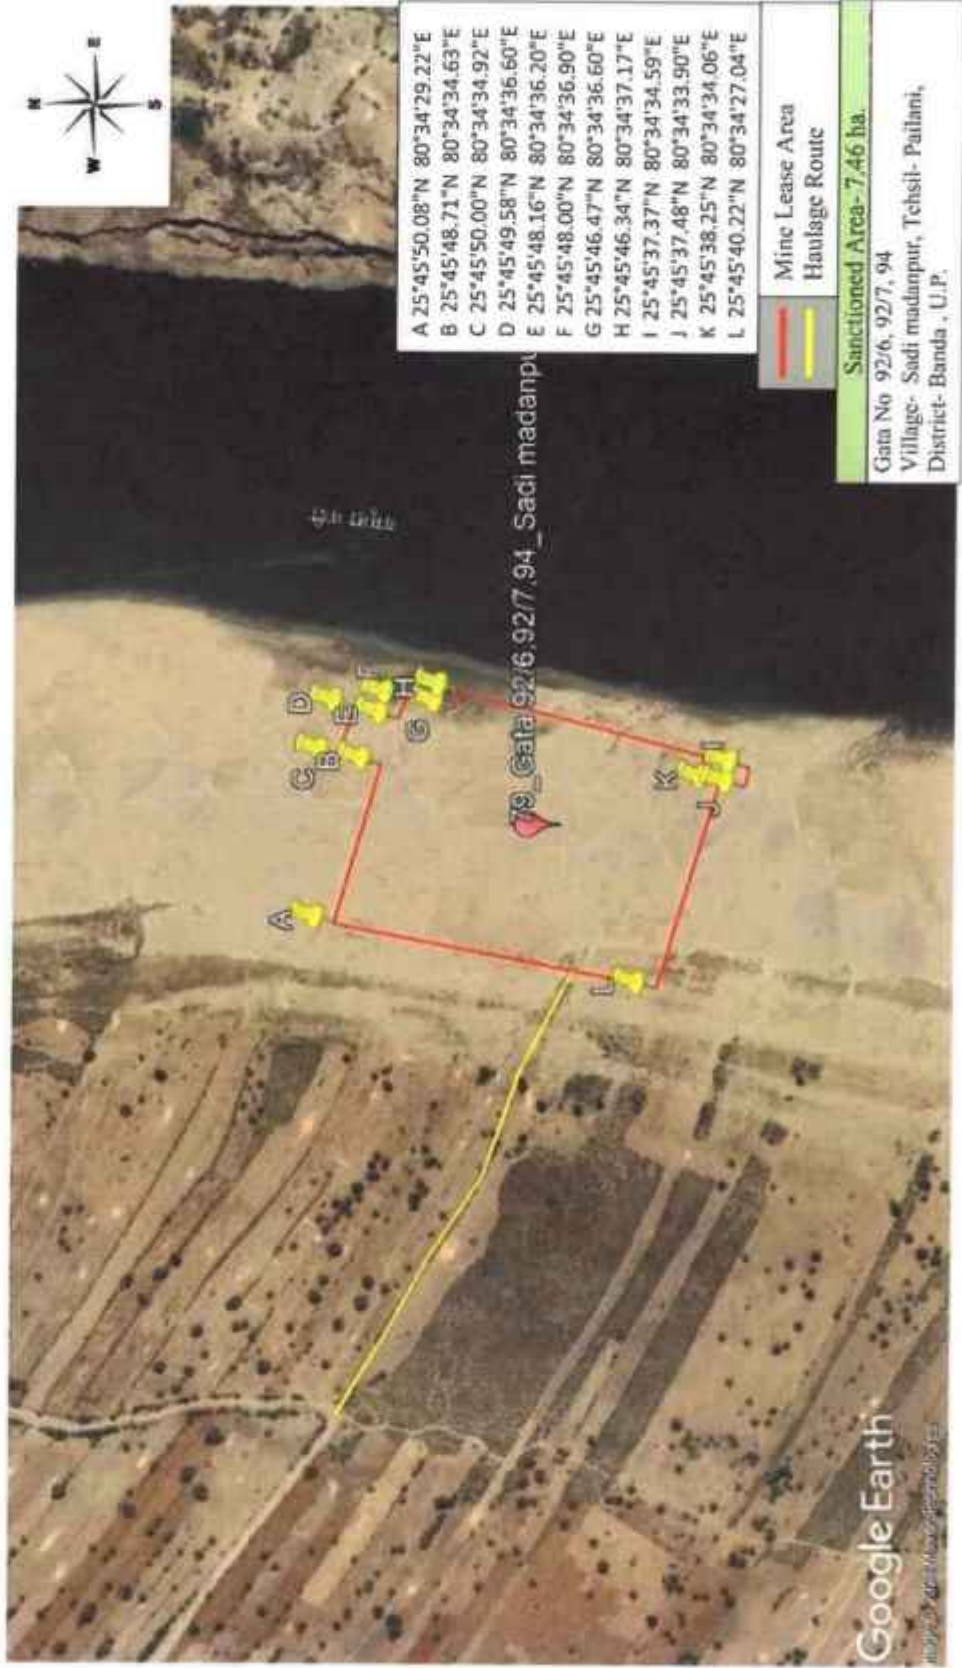 N
W
E
S
A 25°45'50.08"N 80°34'29.22"E
B 25°45'48.71"N 80°34'34.63"E
C 25°45'50.00"N 80°34'34.92"E
D 25°45'49.58"N 80°34'36.60"E
E 25°45'48.16"N 80°34'36.20"E
F 25°45'48.00"N 80°34'36.90"E
G 25°45'46.47"N 80°34'36.60"E
H 25°45'46.34"N 80°34'37.17"E
I 25°45'37.37"N 80°34'34.59"E
J 25°45'37.48"N 80°34'33.90"E
K 25°45'38.25"N 80°34'34.06"E
L 25°45'40.22"N 80°34'27.04"E
Mine Lease Area
Haulage Route
Sanctioned Area- 7.46 ha.
Gata No 92/6, 92/7, 94
Village- Sadi madanpur, Tehsil- Pailani,
District- Banda , U.P.
A
C
B
D
E
F
H
G
79_Gata 92/6,92/7,94_Sadi madanpu
K
I
J
L
Google Earth